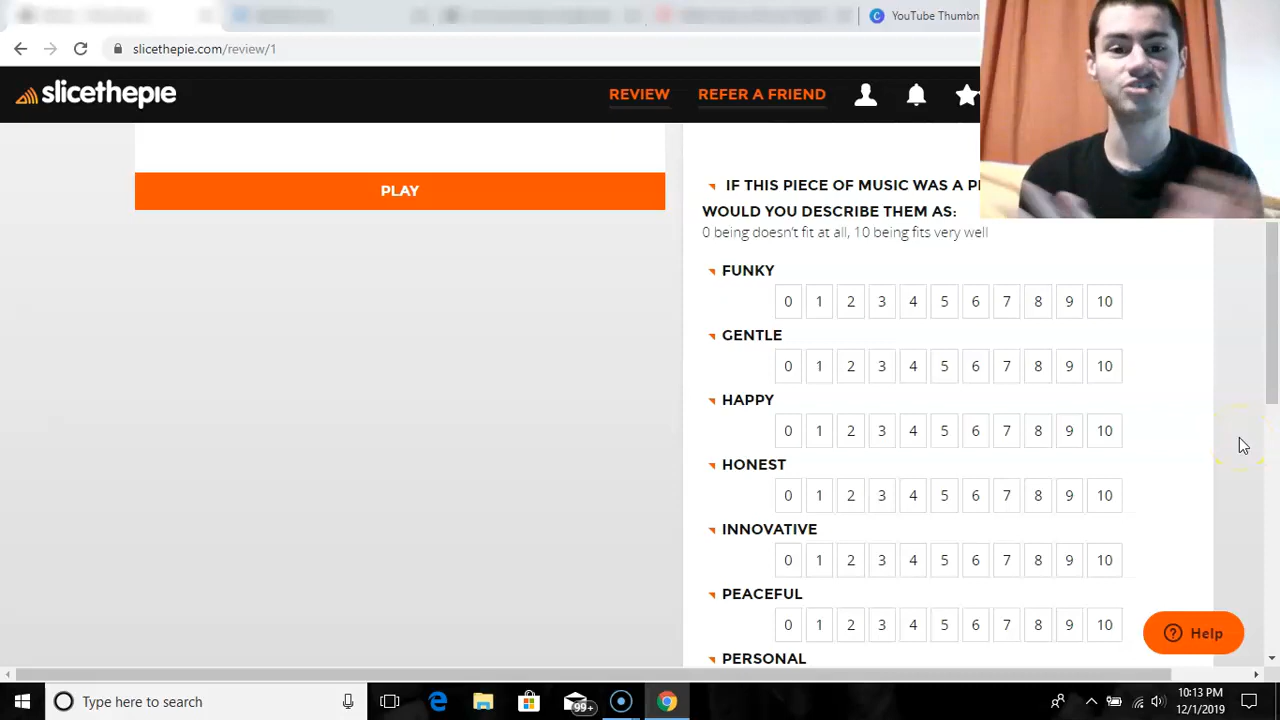 YouTube Thumbn
slicethepie.com/review/1
slicethepie
REVIEW
REFER A FRIEND
PLAY
IF THIS PIECE OF MUSIC WAS A
WOULD YOU DESCRIBE THEM AS:
0 being doesn't fit at all, 10 being fits very well
FUNKY
0 1 2 3 4 5 6 7 8 9 10
GENTLE
0 1 2 3 4 5 6 7 8 9 10
HAPPY
0 1 2 3 4 5 6 7 8 9 10
HONEST
0 1 2 3 4 5 6 7 8 9 10
INNOVATIVE
0 1 2 3 4 5 6 7 8 9 10
PEACEFUL
0 1 2 3 4 5 6 7 8 9 10
PERSONAL
Help
Type here to search
99+
10:13 PM
12/1/2019